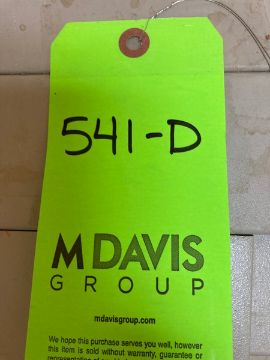 541-D
MDAVIS
GROUP
mdavisgroup.com
We hope this purchase serves you well, however
this item is sold without warranty, guarantee or